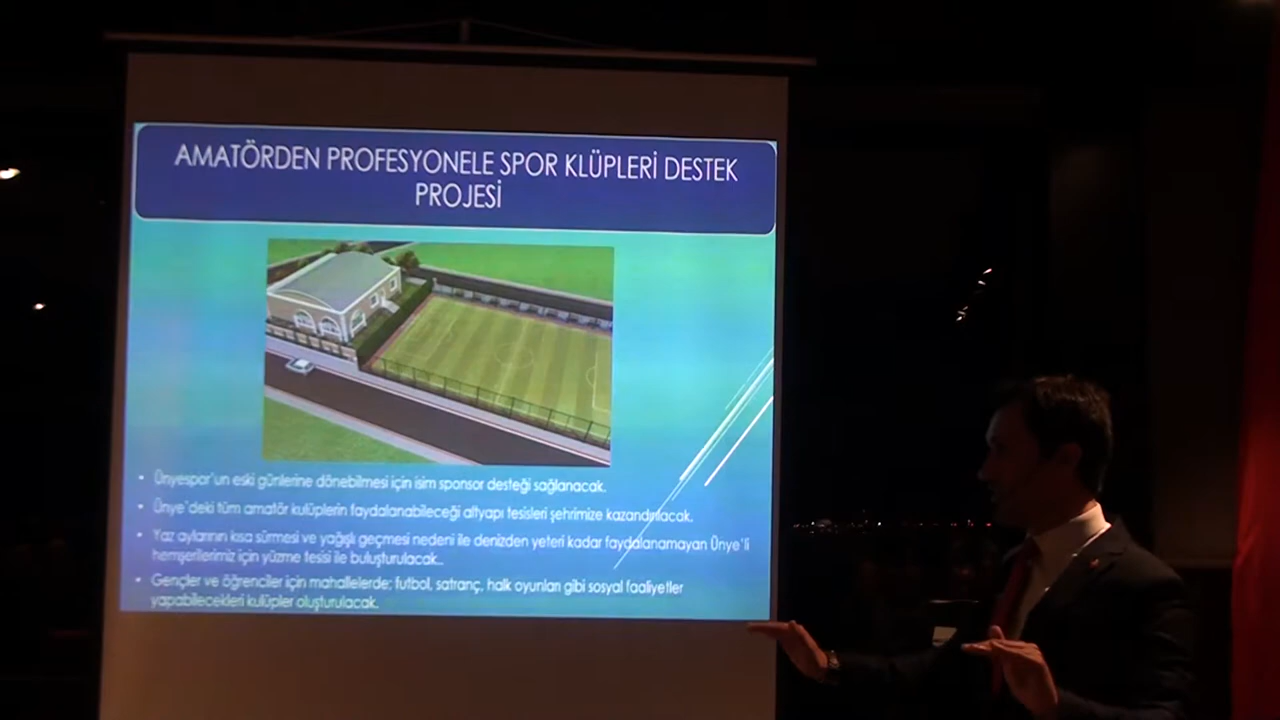 AMATÖRDEN PROFESYONELE SPOR KLÜPLERİ DESTEK
PROJESİ
• Ünyespor'un eski günlerine dönebilmesi için isim sponsor desteği sağlanacak.
• Ünye'deki tüm amatör kulüplerin faydalanabileceği altyapı tesisleri şehrimize kazandırılacak.
• Yaz aylarının kısa sürmesi ve yağışlı geçmesi nedeni ile denizden yeteri kadar faydalanamayan Ünye'li
hemşerilerimiz için yüzme tesisi ile buluşturulacak..
• Gençler ve öğrenciler için mahallelerde; futbol, satranç, halk oyunları gibi sosyal faaliyetler
yapabilecekleri kulüpler oluşturulacak.